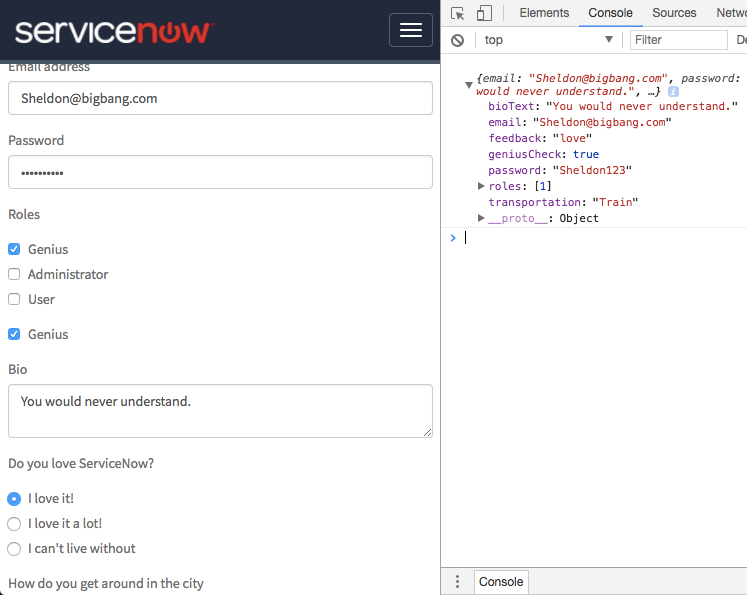 servicenow
Email address
Sheldon@bigbang.com
Password
••••••••••
Roles
Genius
Administrator
User
Genius
Bio
You would never understand.
Do you love ServiceNow?
I love it!
I love it a lot!
I can't live without
How do you get around in the city
Elements Console Sources Netw
top Filter De
{email: "Sheldon@bigbang.com", password:
would never understand.", …} i
bioText: "You would never understand."
email: "Sheldon@bigbang.com"
feedback: "love"
geniusCheck: true
password: "Sheldon123"
roles: [1]
transportation: "Train"
__proto__: Object
Console